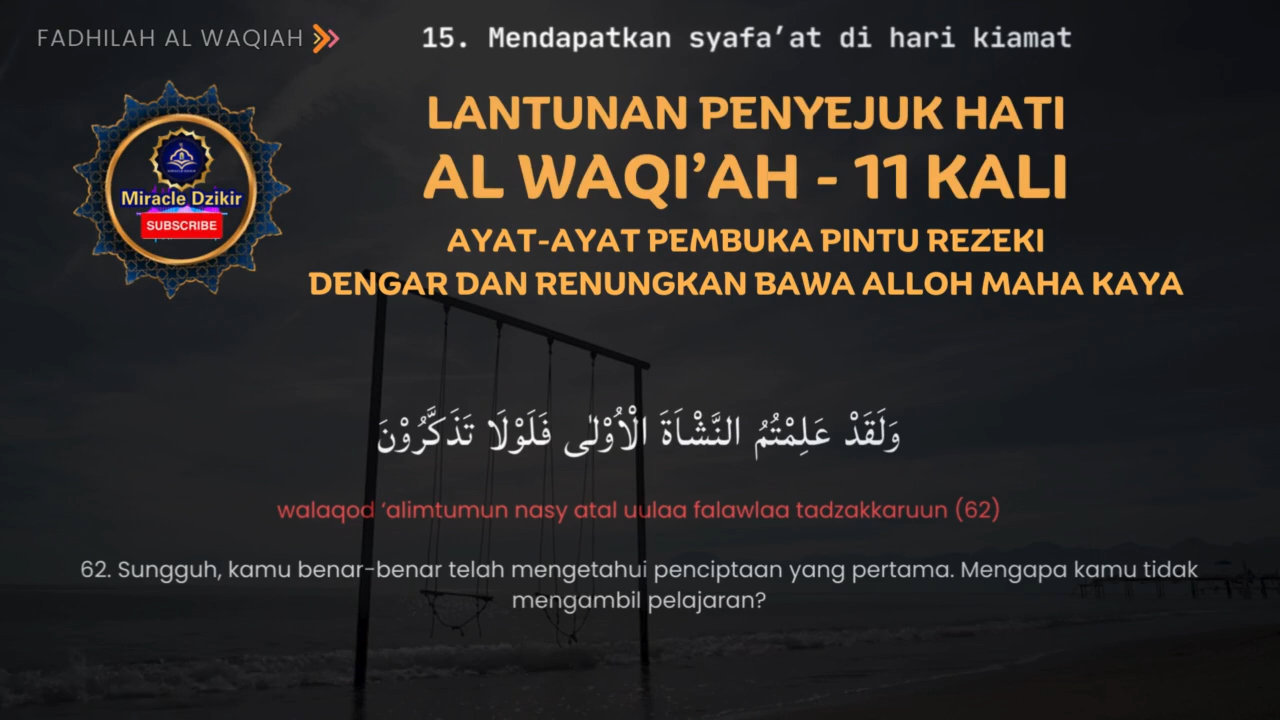 FADHILAH AL WAQIAH
15. Mendapatkan syafa’at di hari kiamat
LANTUNAN PENYEJUK HATI
AL WAQI’AH - 11 KALI
AYAT-AYAT PEMBUKA PINTU REZEKI
DENGAR DAN RENUNGKAN BAWA ALLOH MAHA KAYA
Miracle Dzikir
SUBSCRIBE
وَلَقَدْ عَلِمْتُمُ النَّشْاَةَ الْاُوْلٰى فَلَوْلَا تَذَكَّرُوْنَ
walaqod ‘alimtumun nasy atal uulaa falawlaa tadzakkaruun (62)
62. Sungguh, kamu benar-benar telah mengetahui penciptaan yang pertama. Mengapa kamu tidak
mengambil pelajaran?